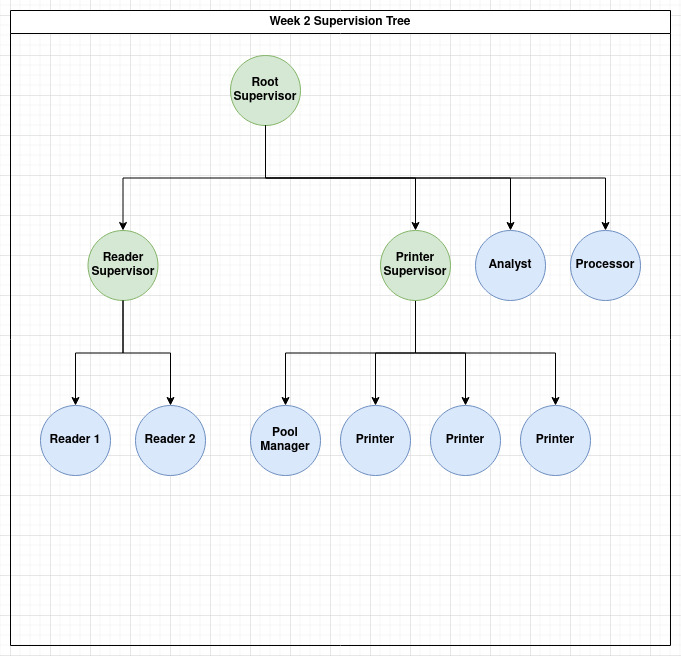 Week 2 Supervision Tree
Root
Supervisor
Reader
Supervisor
Printer
Supervisor
Analyst
Processor
Reader 1
Reader 2
Pool
Manager
Printer
Printer
Printer